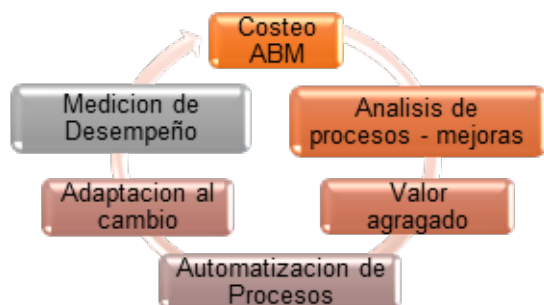 Costeo
ABM
Analisis de
procesos - mejoras
Valor
agragado
Automatizacion de
Procesos
Adaptacion al
cambio
Medicion de
Desempeño